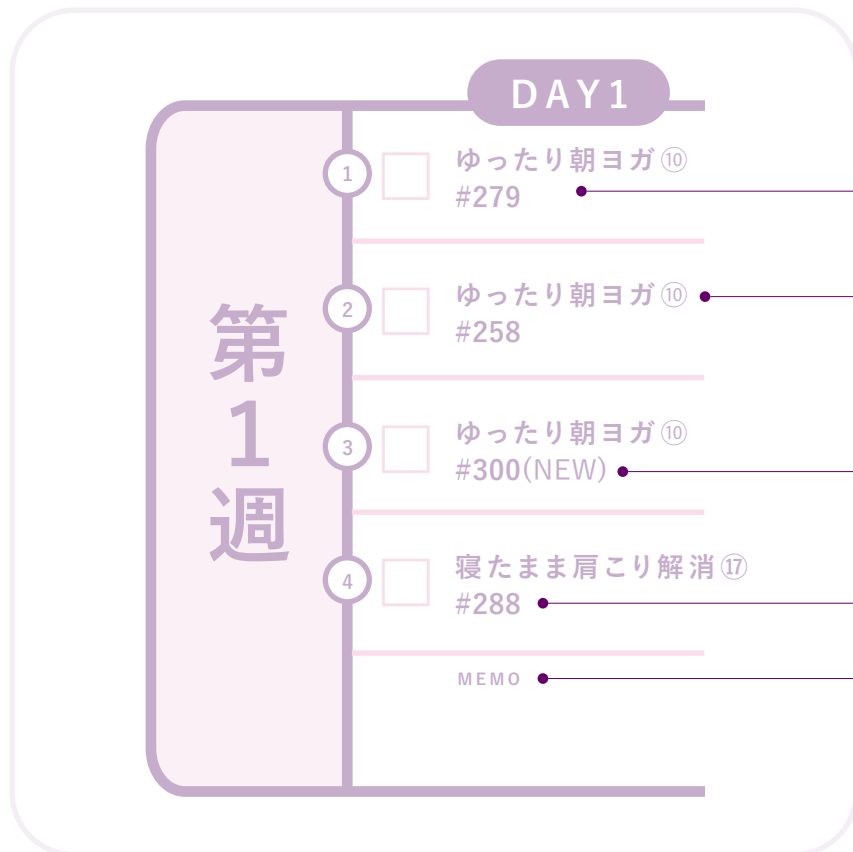 DAY1
第1週
1
ゆったり朝ヨガ⑩
#279
2
ゆったり朝ヨガ⑩
#258
3
ゆったり朝ヨガ⑩
#300(NEW)
4
寝たまま肩こり解消⑰
#288
MEMO